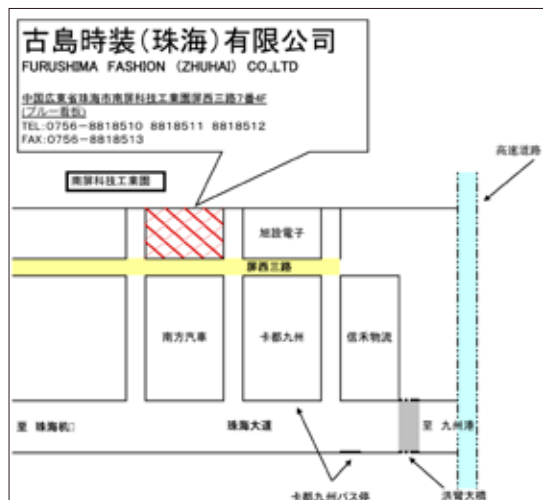 古島時装(珠海)有限公司
FURUSHIMA FASHION (ZHUHAI) CO.,LTD
中国広東省珠海市南屏科技工業園屏西三路7番4F
(ブルー看板)
TEL:0756-8818510 8818511 8818512
FAX:0756-8818513
高速道路
南屏科技工業園
旭設電子
屏西三路
南方汽車
卡都九州
信禾物流
至 珠海机
珠海大道
至 九州港
卡都九州バス停
大橋